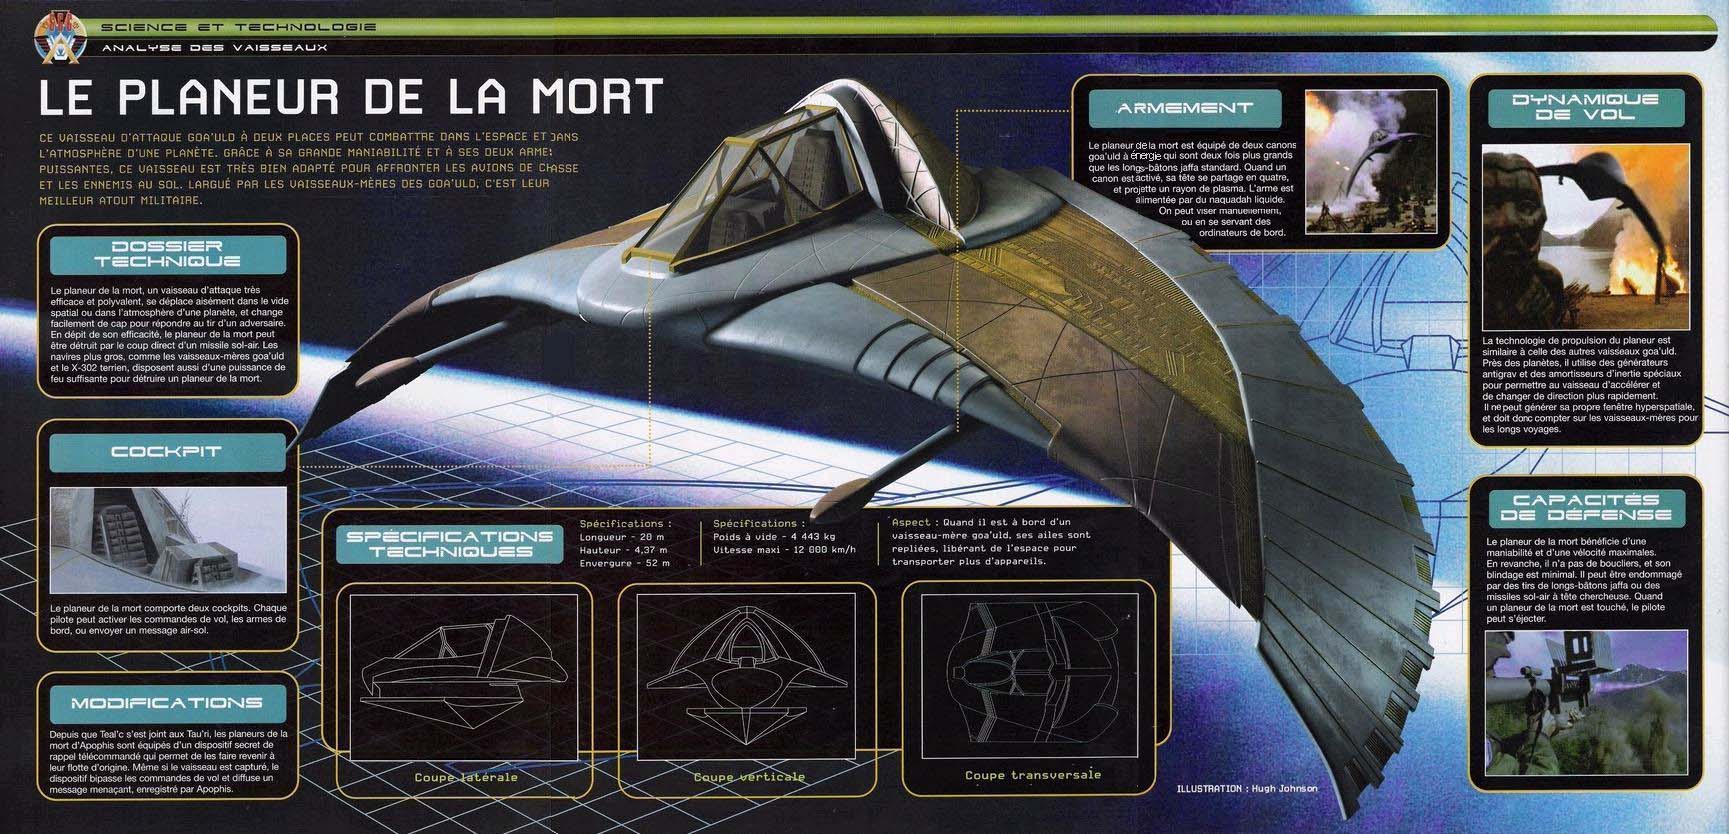 SCIENCE ET TECHNOLOGIE
ANALYSE DES VAISSEAUX
LE PLANEUR DE LA MORT
CE VAISSEAU D'ATTAQUE GOA'ULD À DEUX PLACES PEUT COMBATTRE DANS L'ESPACE ET DANS
L'ATMOSPHÈRE D'UNE PLANÈTE. GRÂCE À SA GRANDE MANIABILITÉ ET À SES DEUX ARMES
PUISSANTES, CE VAISSEAU EST TRÈS BIEN ADAPTÉ POUR AFFRONTER LES AVIONS DE CHASSE
ET LES ENNEMIS AU SOL. LARGUÉ PAR LES VAISSEAUX-MÈRES DES GOA'ULD, C'EST LEUR
MEILLEUR ATOUT MILITAIRE.
DOSSIER
TECHNIQUE
Le planeur de la mort, un vaisseau d'attaque très
efficace et polyvalent, se déplace aisément dans le vide
spatial ou dans l'atmosphère d'une planète, et change
facilement de cap pour répondre au tir d'un adversaire.
En dépit de son efficacité, le planeur de la mort peut
être détruit par le coup direct d'un missile sol-air. Les
navires plus gros, comme les vaisseaux-mères goa'uld
et le X-302 terrien, disposent aussi d'une puissance de
feu suffisante pour détruire un planeur de la mort.
COCKPIT
Le planeur de la mort comporte deux cockpits. Chaque
pilote peut activer les commandes de vol, les armes de
bord, ou envoyer un message air-sol.
MODIFICATIONS
Depuis que Teal'c s'est joint aux Tau'ri, les planeurs de la
mort d'Apophis sont équipés d'un dispositif secret de
rappel télécommandé qui permet de les faire revenir à
leur flotte d'origine. Même si le vaisseau est capturé, le
dispositif bipasse les commandes de vol et diffuse un
message menaçant, enregistré par Apophis.
SPÉCIFICATIONS
TECHNIQUES
Spécifications :
Longueur - 20 m
Hauteur - 4,37 m
Envergure - 52 m
Spécifications :
Poids à vide - 4 443 kg
Vitesse maxi - 12 000 km/h
Aspect : Quand il est à bord d'un
vaisseau-mère goa'uld, ses ailes sont
repliées, libérant de l'espace pour
transporter plus d'appareils.
Coupe latérale
Coupe verticale
Coupe transversale
ARMEMENT
Le planeur de la mort est équipé de deux canons
goa'uld à énergie qui sont deux fois plus grands
que les longs-bâtons jaffa standard. Quand un
canon est activé, sa tête se partage en quatre,
et projette un rayon de plasma. L'arme est
alimentée par du naquadah liquide.
On peut viser manuellement,
ou en se servant des
ordinateurs de bord.
DYNAMIQUE
DE VOL
La technologie de propulsion du planeur est
similaire à celle des autres vaisseaux goa'uld.
Près des planètes, il utilise des générateurs
antigrav et des amortisseurs d'inertie spéciaux
pour permettre au vaisseau d'accélérer et
de changer de direction plus rapidement.
Il ne peut générer sa propre fenêtre hyperspatiale,
et doit donc compter sur les vaisseaux-mères pour
les longs voyages.
CAPACITÉS
DE DÉFENSE
Le planeur de la mort bénéficie d'une
maniabilité et d'une vélocité maximales.
En revanche, il n'a pas de boucliers, et son
blindage est minimal. Il peut être endommagé
par des tirs de longs-bâtons jaffa ou des
missiles sol-air à tête chercheuse. Quand
un planeur de la mort est touché, le pilote
peut s'éjecter.
ILLUSTRATION : Hugh Johnson